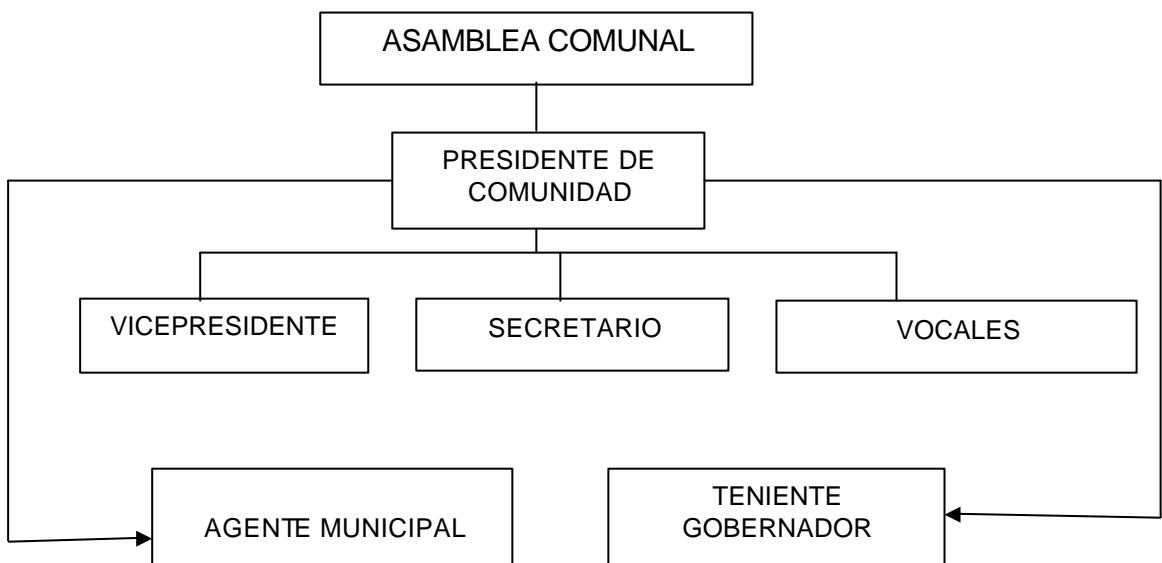 ASAMBLEA COMUNAL
PRESIDENTE DE
COMUNIDAD
VICEPRESIDENTE
SECRETARIO
VOCALES
AGENTE MUNICIPAL
TENIENTE
GOBERNADOR